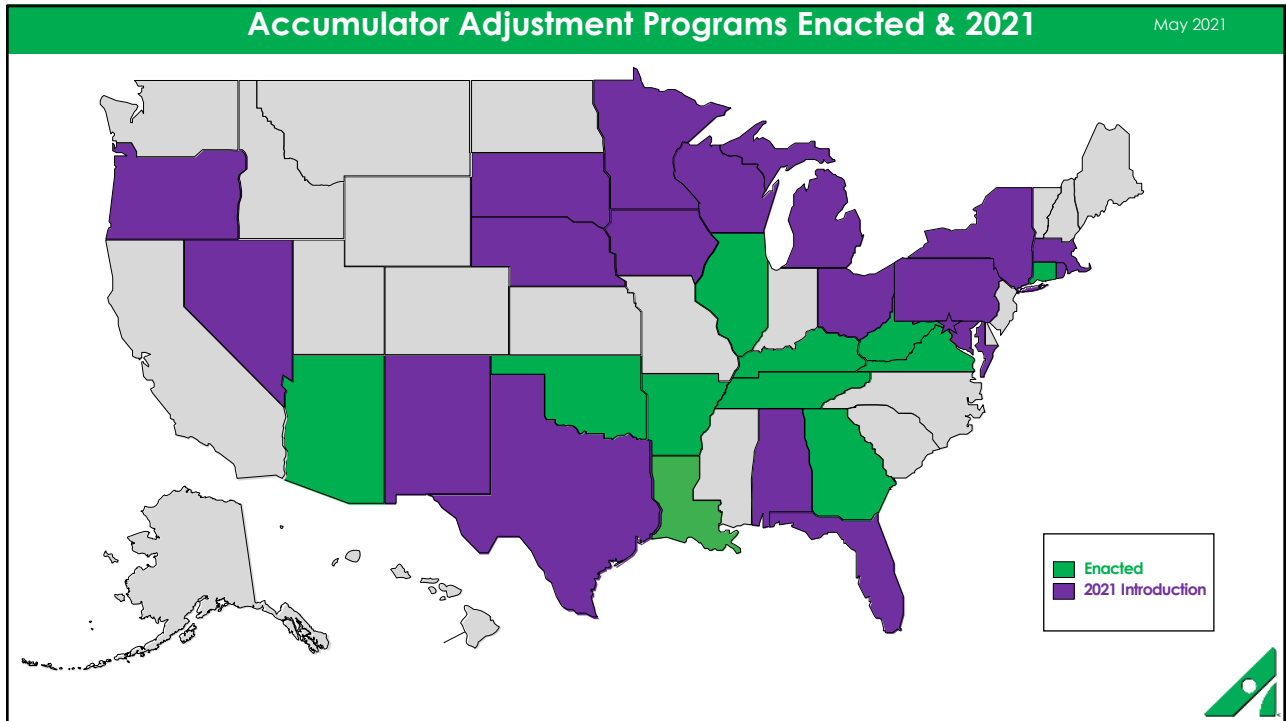 Accumulator Adjustment Programs Enacted & 2021
May 2021
Enacted
2021 Introduction